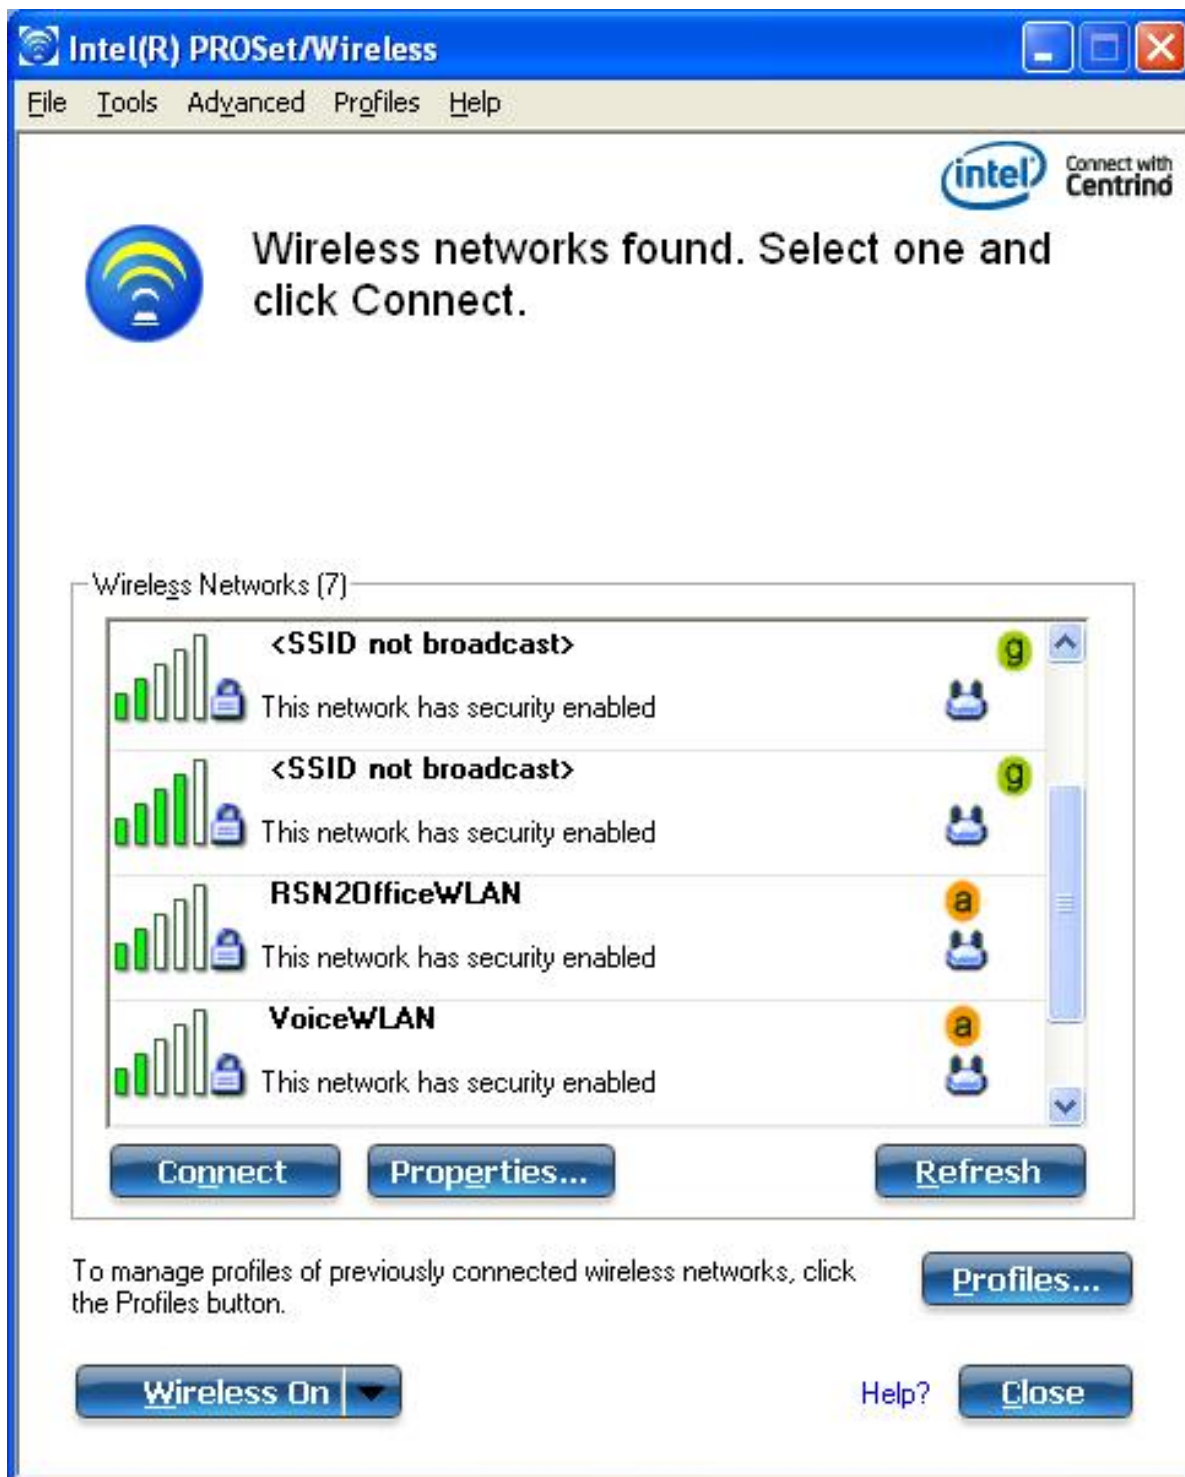 Intel(R) PROSet/Wireless
File Tools Advanced Profiles Help
intel Connect with
Centrino
Wireless networks found. Select one and
click Connect.
Wireless Networks (7)
<SSID not broadcast>
g
This network has security enabled
<SSID not broadcast>
g
This network has security enabled
RSN2OfficeWLAN
a
This network has security enabled
VoiceWLAN
a
This network has security enabled
Connect Properties... Refresh
To manage profiles of previously connected wireless networks, click
the Profiles button.
Profiles...
Wireless On Help? Close